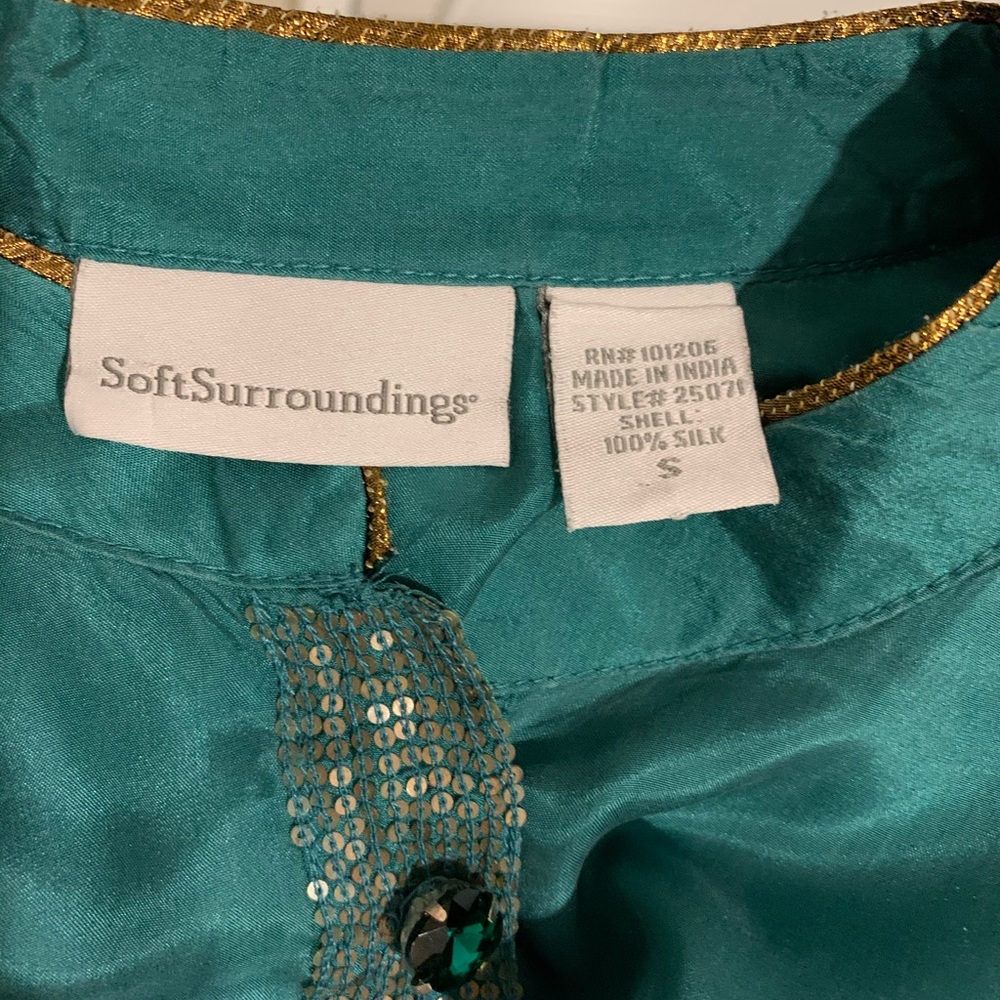 SoftSurroundings®
RN# 101206
MADE IN INDIA
STYLE# 25071
SHELL:
100% SILK
S